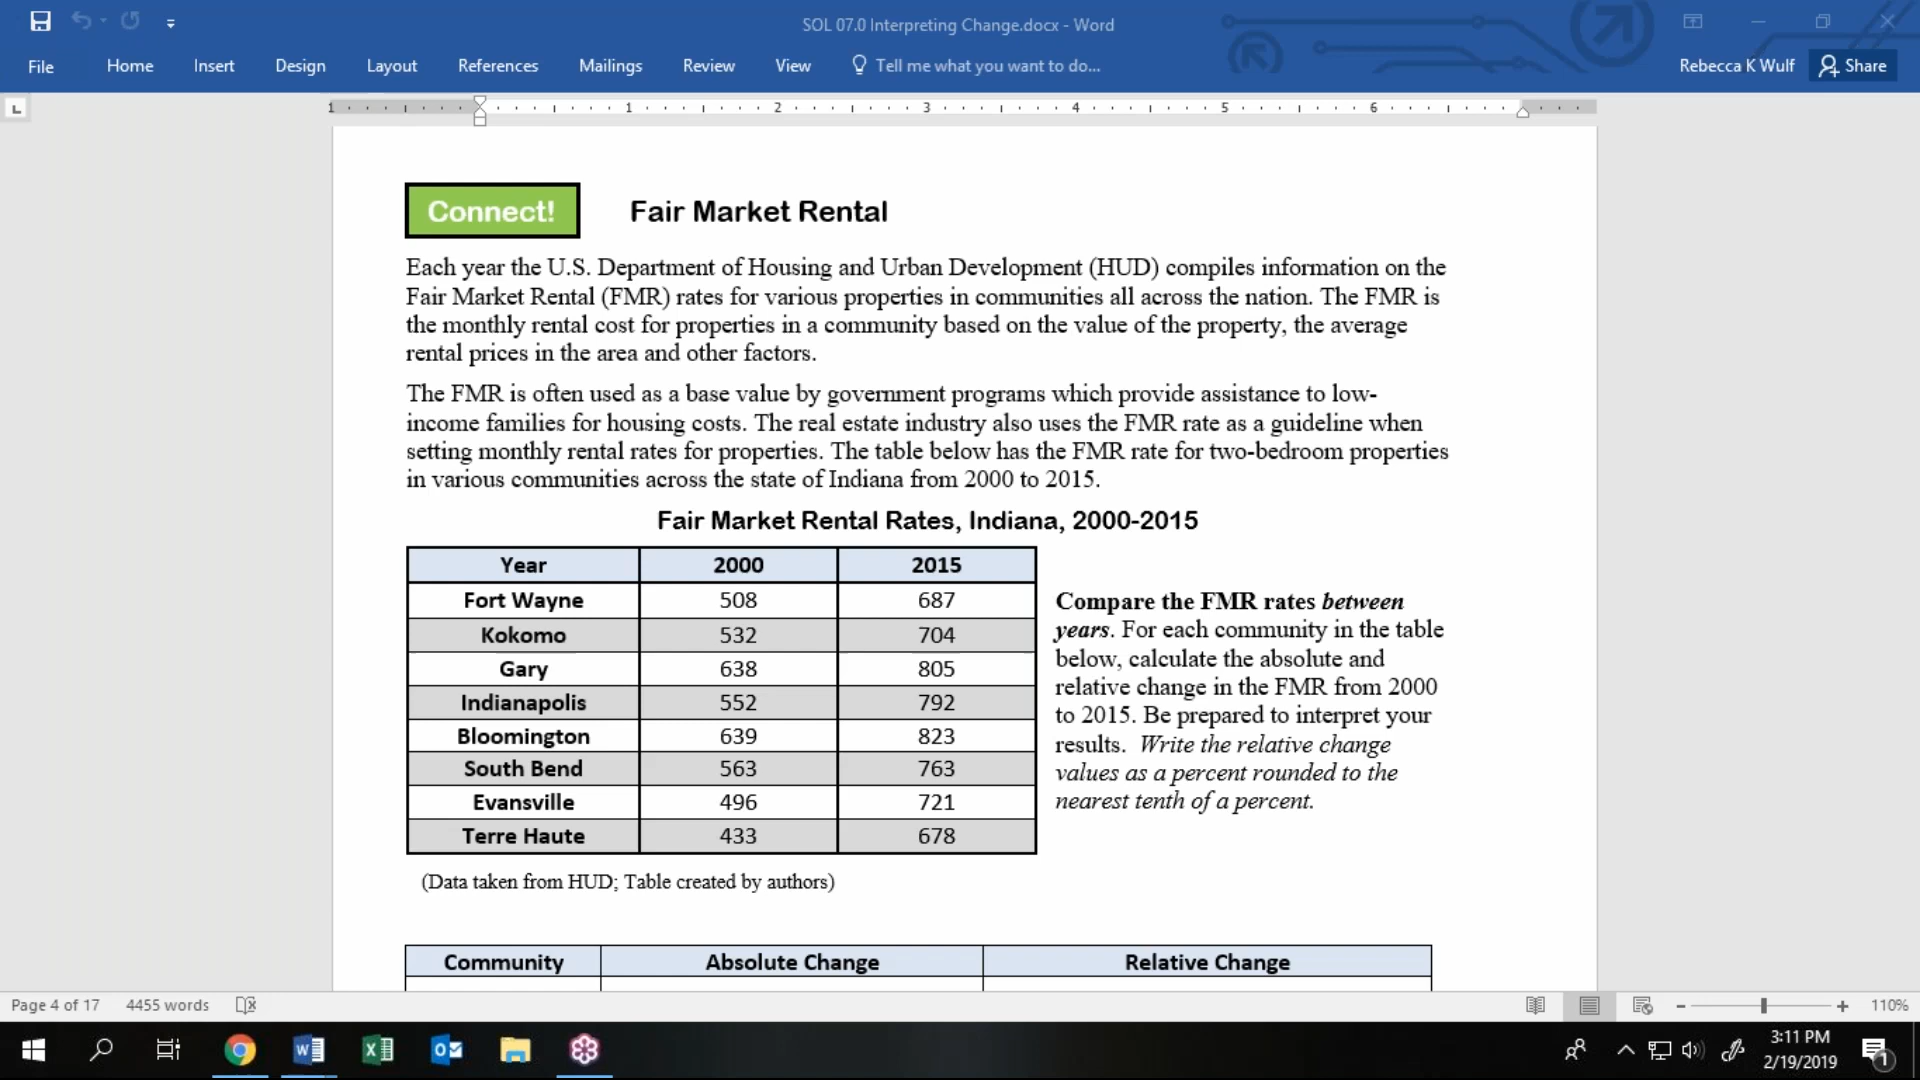 SOL 07.0 Interpreting Change.docx - Word
File Home Insert Design Layout References Mailings Review View Tell me what you want to do... Rebecca K Wulf Share
1 1 2 3 4 5 6
Connect! Fair Market Rental
Each year the U.S. Department of Housing and Urban Development (HUD) compiles information on the
Fair Market Rental (FMR) rates for various properties in communities all across the nation. The FMR is
the monthly rental cost for properties in a community based on the value of the property, the average
rental prices in the area and other factors.
The FMR is often used as a base value by government programs which provide assistance to low-
income families for housing costs. The real estate industry also uses the FMR rate as a guideline when
setting monthly rental rates for properties. The table below has the FMR rate for two-bedroom properties
in various communities across the state of Indiana from 2000 to 2015.
Fair Market Rental Rates, Indiana, 2000-2015
Year 2000 2015
Fort Wayne 508 687
Kokomo 532 704
Gary 638 805
Indianapolis 552 792
Bloomington 639 823
South Bend 563 763
Evansville 496 721
Terre Haute 433 678
Compare the FMR rates between
years. For each community in the table
below, calculate the absolute and
relative change in the FMR from 2000
to 2015. Be prepared to interpret your
results. Write the relative change
values as a percent rounded to the
nearest tenth of a percent.
(Data taken from HUD; Table created by authors)
Community Absolute Change Relative Change
Page 4 of 17 4455 words 110%
3:11 PM
2/19/2019
1